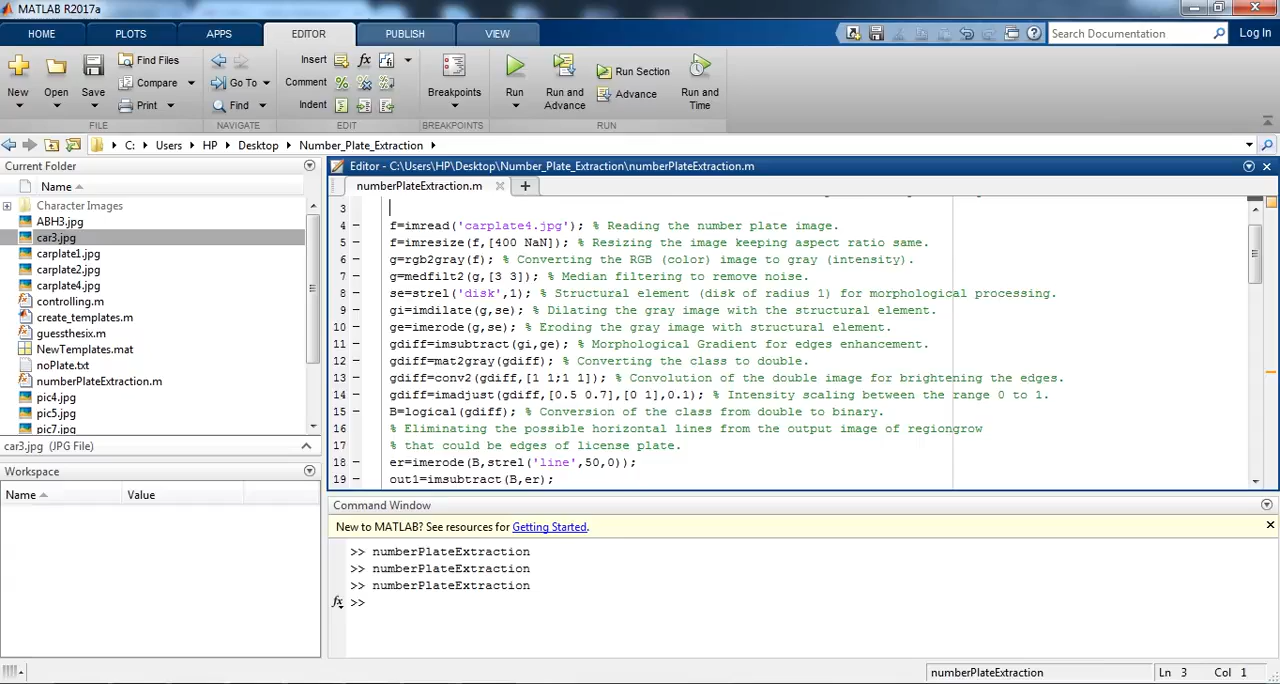 MATLAB R2017a
HOME PLOTS APPS EDITOR PUBLISH VIEW Search Documentation Log In
New Open Save Find Files Compare Print
Go To Find
Insert Comment Indent fx
Breakpoints
Run Run and Advance Run Section Advance Run and Time
FILE NAVIGATE EDIT BREAKPOINTS RUN
C: Users HP Desktop Number_Plate_Extraction
Current Folder
Name
Character Images
ABH3.jpg
car3.jpg
carplate1.jpg
carplate2.jpg
carplate4.jpg
controlling.m
create_templates.m
guessthesix.m
NewTemplates.mat
noPlate.txt
numberPlateExtraction.m
pic4.jpg
pic5.jpg
pic7.jpg
car3.jpg (JPG File)
Workspace
Name Value
Editor - C:\Users\HP\Desktop\Number_Plate_Extraction\numberPlateExtraction.m
numberPlateExtraction.m
3
4 f=imread('carplate4.jpg'); % Reading the number plate image.
5 f=imresize(f,[400 NaN]); % Resizing the image keeping aspect ratio same.
6 g=rgb2gray(f); % Converting the RGB (color) image to gray (intensity).
7 g=medfilt2(g,[3 3]); % Median filtering to remove noise.
8 se=strel('disk',1); % Structural element (disk of radius 1) for morphological processing.
9 gi=imdilate(g,se); % Dilating the gray image with the structural element.
10 ge=imerode(g,se); % Eroding the gray image with structural element.
11 gdiff=imsubtract(gi,ge); % Morphological Gradient for edges enhancement.
12 gdiff=mat2gray(gdiff); % Converting the class to double.
13 gdiff=conv2(gdiff,[1 1;1 1]); % Convolution of the double image for brightening the edges.
14 gdiff=imadjust(gdiff,[0.5 0.7],[0 1],0.1); % Intensity scaling between the range 0 to 1.
15 B=logical(gdiff); % Conversion of the class from double to binary.
16 % Eliminating the possible horizontal lines from the output image of regiongrow
17 % that could be edges of license plate.
18 er=imerode(B,strel('line',50,0));
19 out1=imsubtract(B,er);
Command Window
New to MATLAB? See resources for Getting Started.
>> numberPlateExtraction
>> numberPlateExtraction
>> numberPlateExtraction
fx >>
numberPlateExtraction Ln 3 Col 1